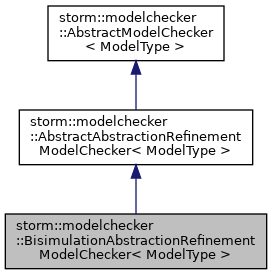 storm::modelchecker
::AbstractModelChecker
< ModelType >
storm::modelchecker
::AbstractAbstractionRefinement
ModelChecker< ModelType >
storm::modelchecker
::BisimulationAbstractionRefinement
ModelChecker< ModelType >